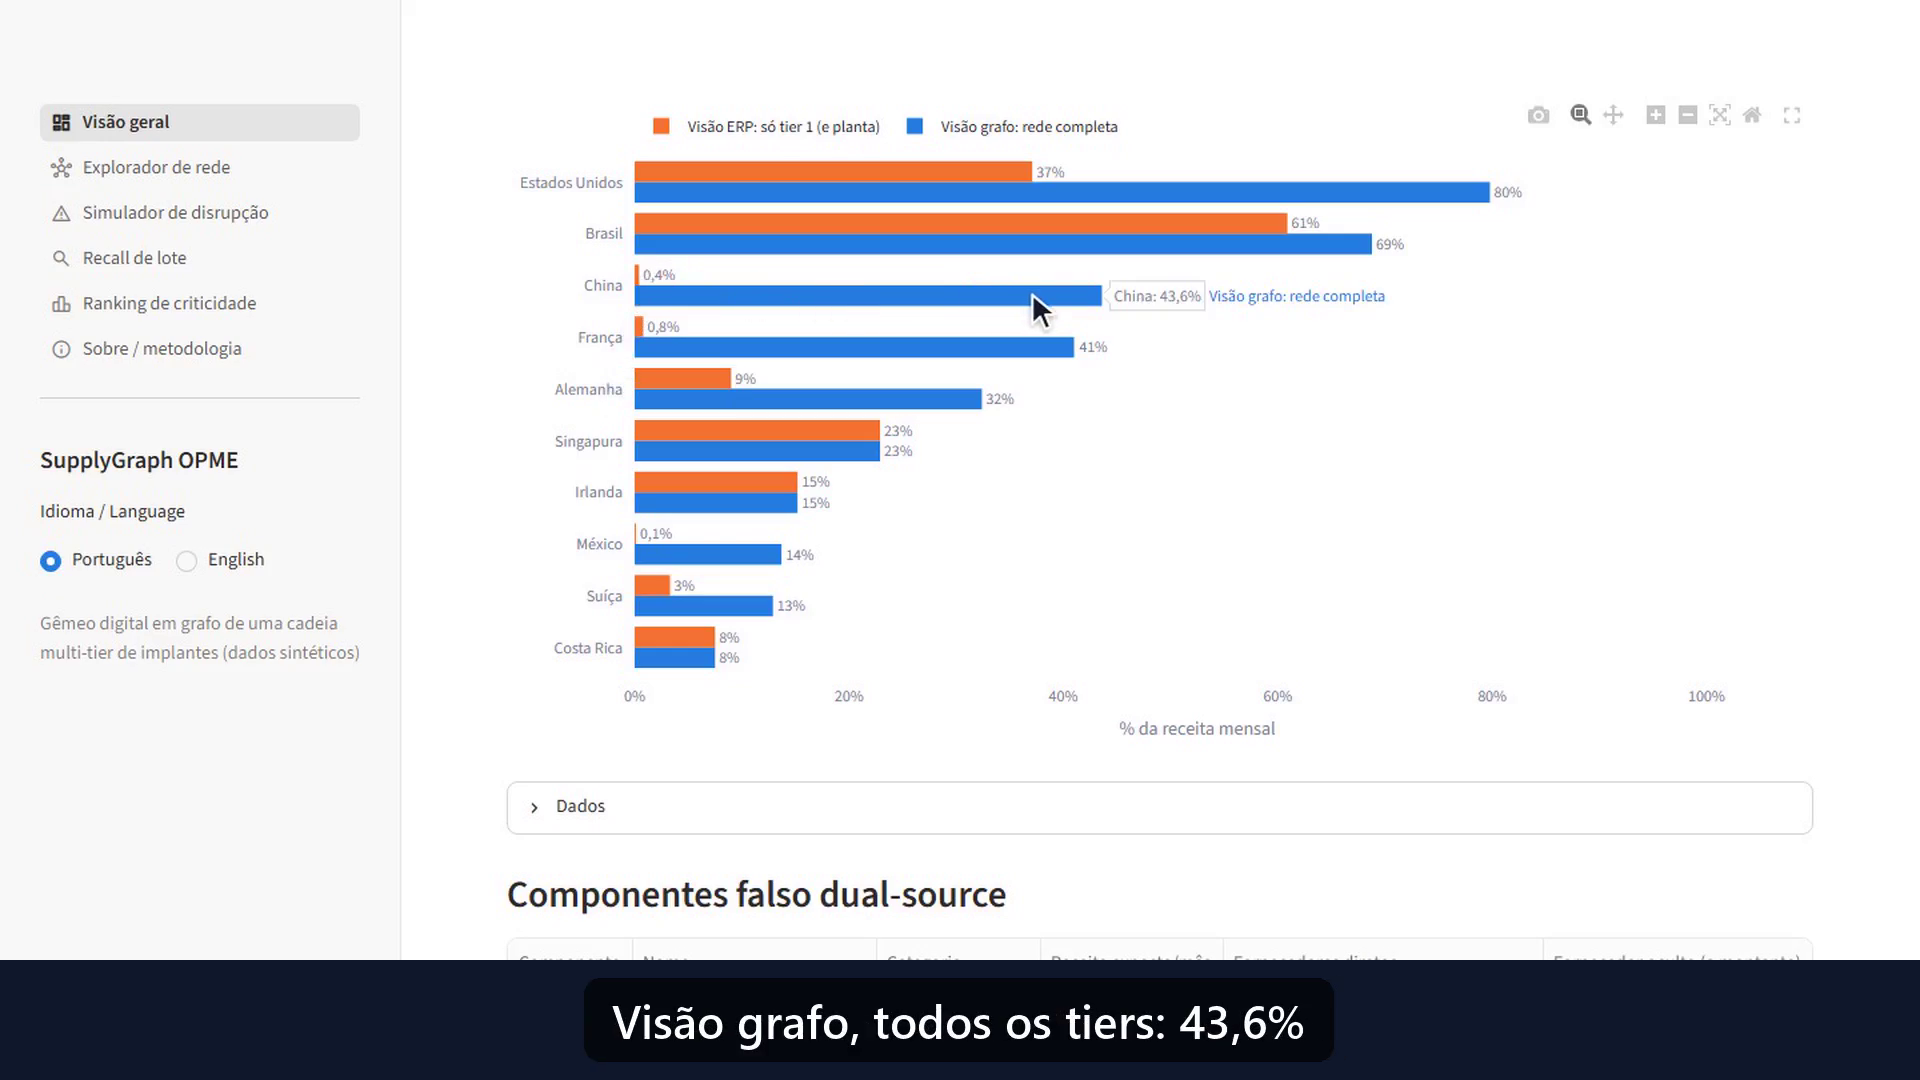 Visão geral
Explorador de rede
Simulador de disrupção
Recall de lote
Ranking de criticidade
Sobre / metodologia
SupplyGraph OPME
Idioma / Language
Português English
Gêmeo digital em grafo de uma cadeia
multi-tier de implantes (dados sintéticos)
Visão ERP: só tier 1 (e planta) Visão grafo: rede completa
Estados Unidos 37% 80%
Brasil 61% 69%
China 0,4% China: 43,6% Visão grafo: rede completa
França 0,8% 41%
Alemanha 9% 32%
Singapura 23% 23%
Irlanda 15% 15%
México 0,1% 14%
Suíça 3% 13%
Costa Rica 8% 8%
0% 20% 40% 60% 80% 100%
% da receita mensal
Dados
Componentes falso dual-source
Visão grafo, todos os tiers: 43,6%